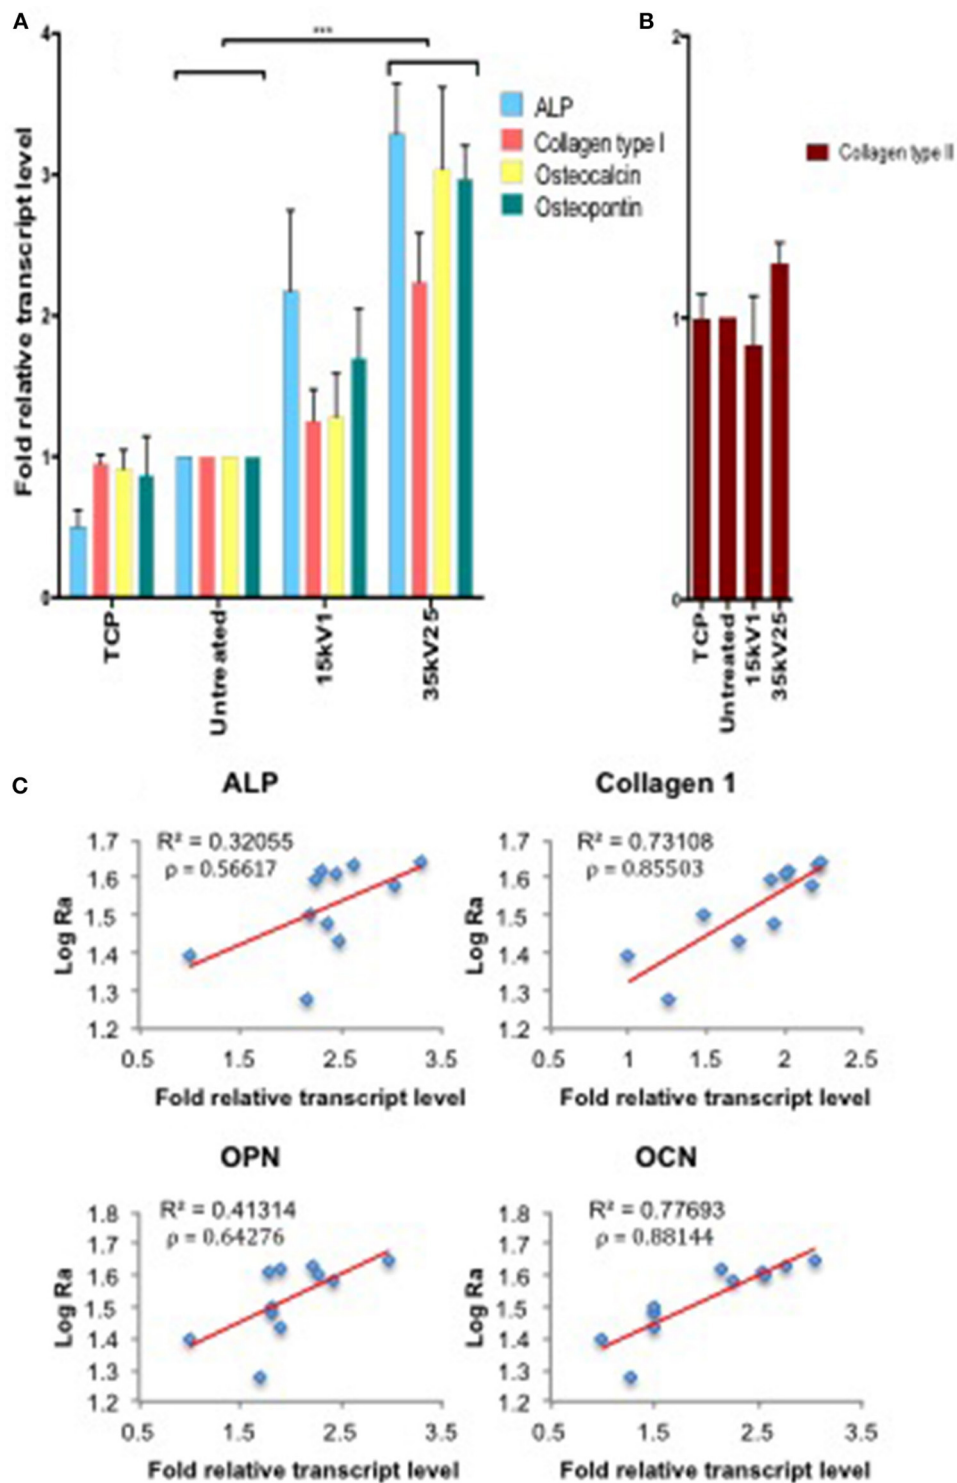 A
B
***
4
3
2
1
0
Fold relative transcript level
ALP
Collagen type I
Osteocalcin
Osteopontin
TCP
Untreated
15kV1
35kV25
2
1
0
Collagen type II
TCP
Untreated
15kV1
35kV25
C
ALP
R² = 0.32055
ρ = 0.56617
1.7
1.6
1.5
1.4
1.3
1.2
Log Ra
0.5 1.5 2.5 3.5
Fold relative transcript level
Collagen 1
R² = 0.73108
ρ = 0.85503
1.7
1.6
1.5
1.4
1.3
1.2
Log Ra
0.5 1 1.5 2 2.5
Fold relative transcript level
OPN
R² = 0.41314
ρ = 0.64276
1.8
1.7
1.6
1.5
1.4
1.3
1.2
Log Ra
0.5 1.5 2.5 3.5
Fold relative transcript level
OCN
R² = 0.77693
ρ = 0.88144
1.8
1.7
1.6
1.5
1.4
1.3
1.2
Log Ra
0.5 1.5 2.5 3.5
Fold relative transcript level